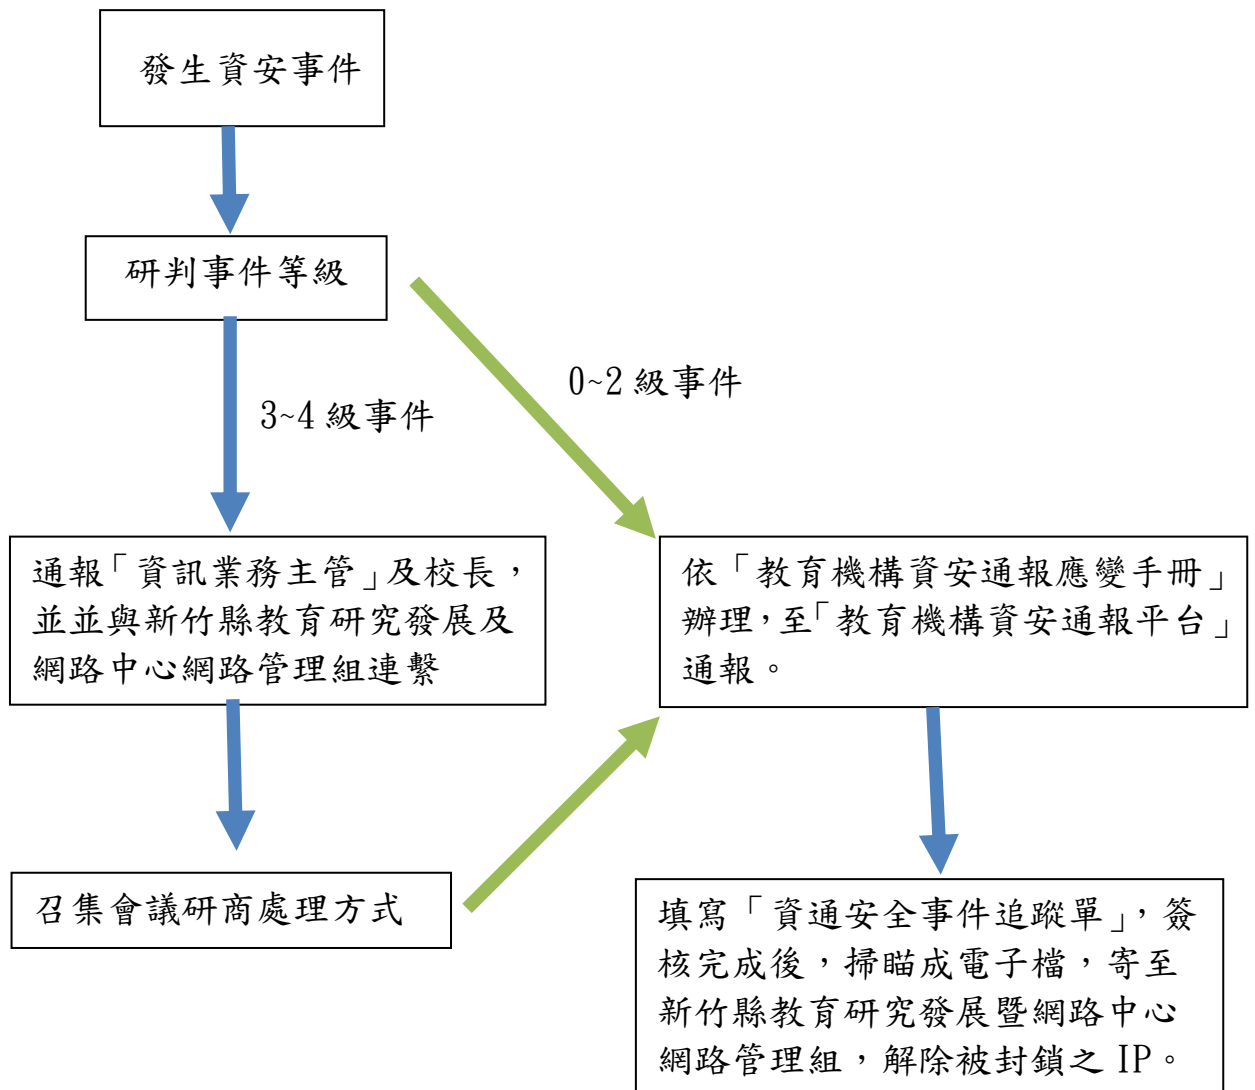 發生資安事件
研判事件等級
0~2 級事件
3~4 級事件
通報「資訊業務主管」及校長，
並並與新竹縣教育研究發展及
網路中心網路管理組連繫
依「教育機構資安通報應變手冊」
辦理，至「教育機構資安通報平台」
通報。
召集會議研商處理方式
填寫「資通安全事件追蹤單」，簽
核完成後，掃瞄成電子檔，寄至
新竹縣教育研究發展暨網路中心
網路管理組，解除被封鎖之 IP。